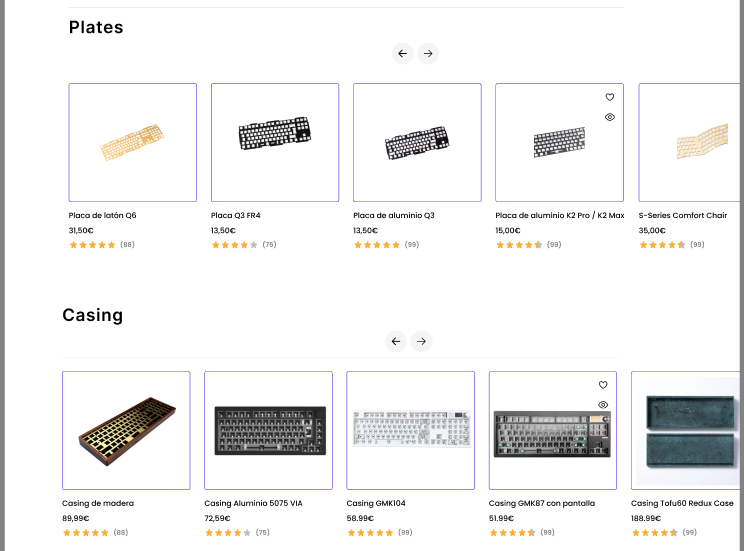 Plates
Placa de latón Q6
31,50€
(88)
Placa Q3 FR4
13,50€
(75)
Placa de aluminio Q3
13,50€
(99)
Placa de aluminio K2 Pro / K2 Max
15,00€
(99)
S-Series Comfort Chair
35,00€
(99)
Casing
Casing de madera
89,99€
(88)
Casing Aluminio 5075 VIA
72,59€
(75)
Casing GMK104
58.99€
(99)
Casing GMK87 con pantalla
51.99€
(99)
Casing Tofu60 Redux Case
188.99€
(99)